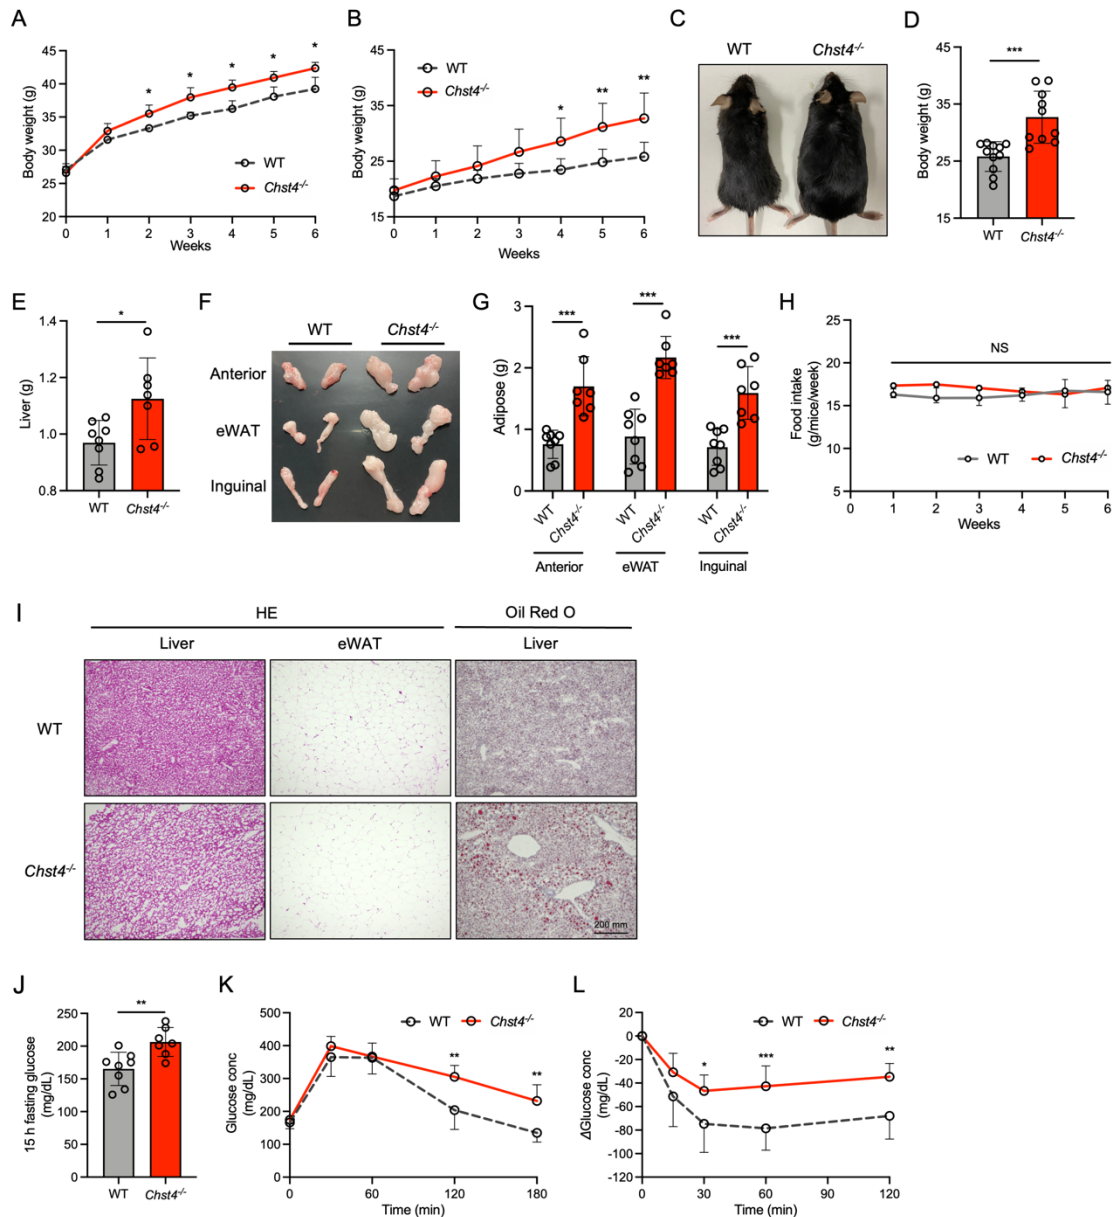 A
Body weight (g)
45
40
35
30
25
20
* * * * *
WT
Chst4-/-
0 1 2 3 4 5 6
Weeks
B
Body weight (g)
45
35
25
15
WT
Chst4-/-
* ** **
0 1 2 3 4 5 6
Weeks
C
WT Chst4-/-
D
Body weight (g)
45
35
25
15
***
WT Chst4-/-
E
Liver (g)
1.4
1.2
1.0
0.8
*
WT Chst4-/-
F
WT Chst4-/-
Anterior
eWAT
Inguinal
G
Adipose (g)
3
2
1
0
*** *** ***
WT Chst4-/- WT Chst4-/- WT Chst4-/-
Anterior eWAT Inguinal
H
Food intake
(g/mice/week)
25
20
15
10
5
NS
WT Chst4-/-
0 1 2 3 4 5 6
Weeks
I
HE Oil Red O
Liver eWAT Liver
WT
Chst4-/-
200 mm
J
15 h fasting glucose
(mg/dL)
250
200
150
100
50
0
**
WT Chst4-/-
K
Glucose conc
(mg/dL)
500
400
300
200
100
0
WT Chst4-/-
** **
0 60 120 180
Time (min)
L
ΔGlucose conc
(mg/dL)
20
0
-20
-40
-60
-80
-100
-120
WT Chst4-/-
* *** **
0 30 60 90 120
Time (min)